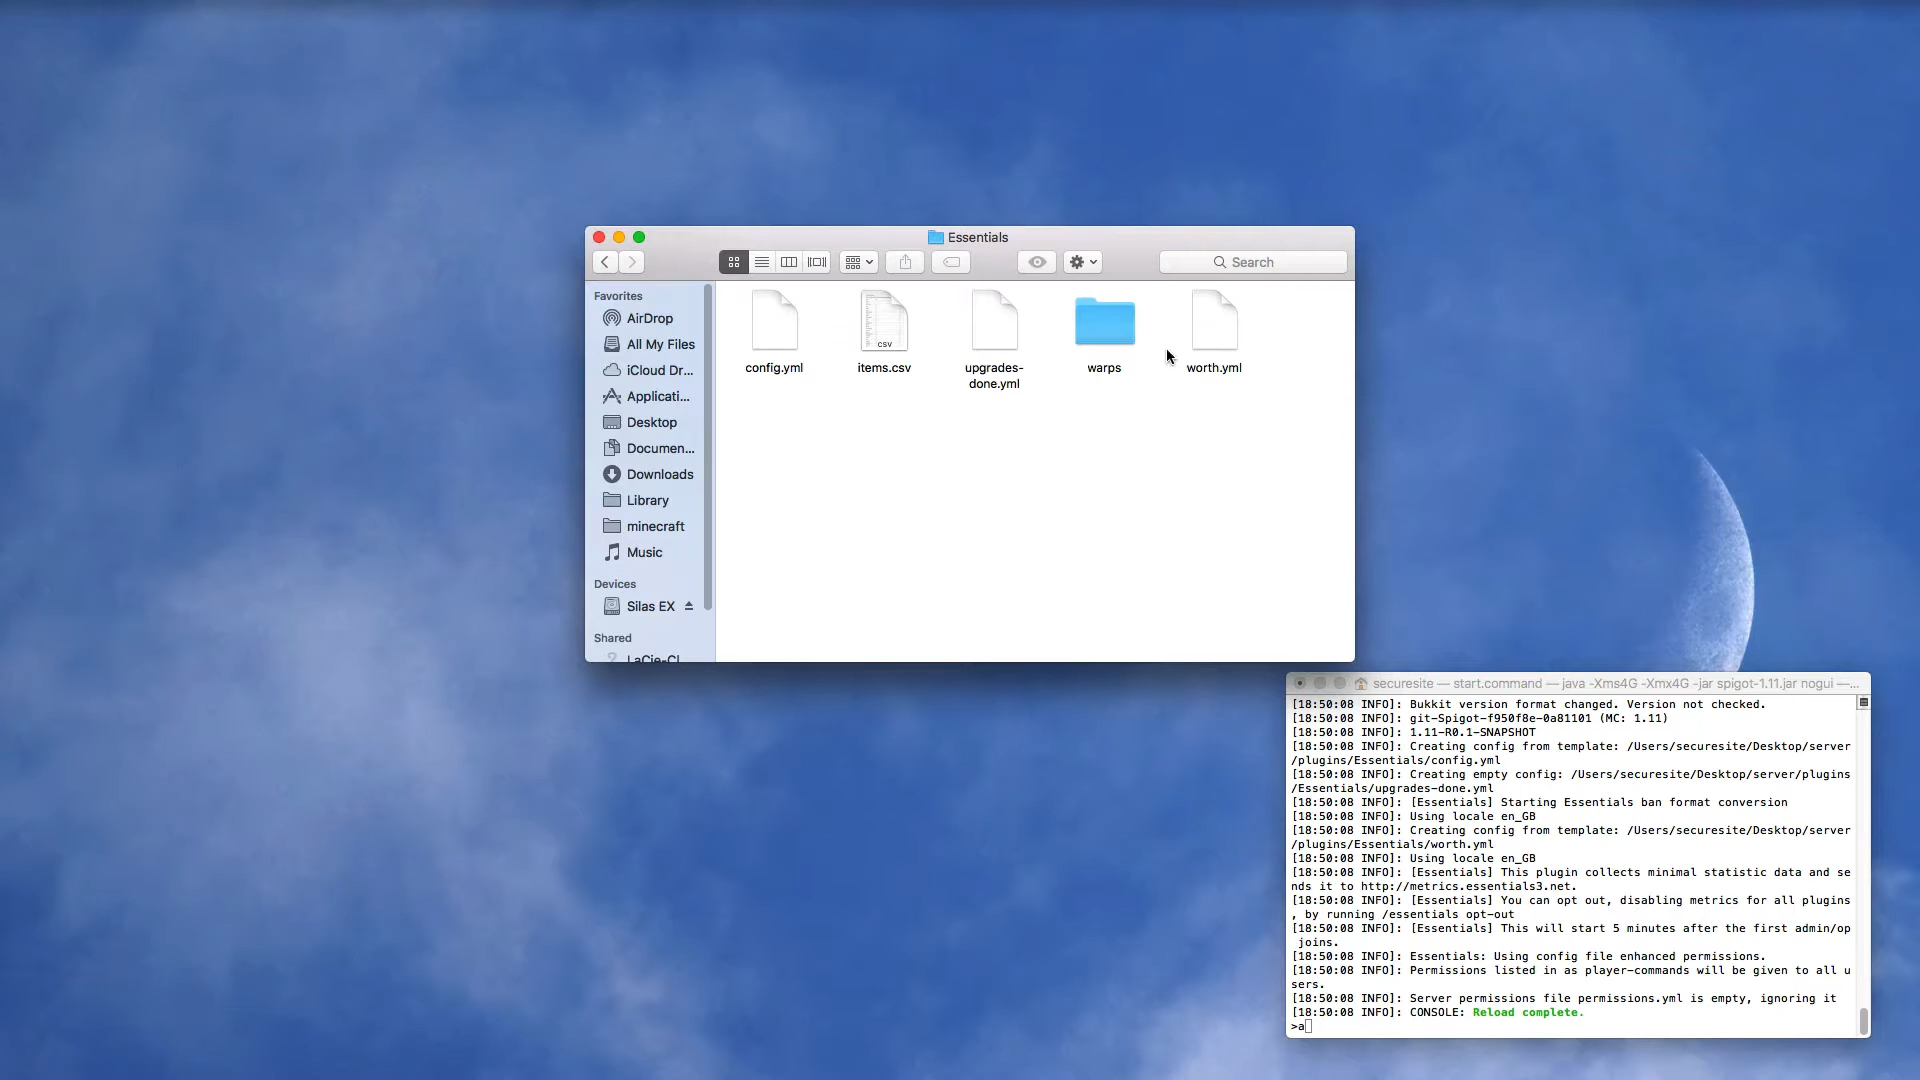 Essentials
Search
Favorites
AirDrop
All My Files
iCloud Dr...
Applicati...
Desktop
Documen...
Downloads
Library
minecraft
Music
Devices
Silas EX
Shared
LaCie-CL
config.yml
CSV
items.csv
upgrades-
done.yml
warps
worth.yml
securesite — start.command — java -Xms4G -Xmx4G -jar spigot-1.11.jar nogui —...
[18:50:08 INFO]: Bukkit version format changed. Version not checked.
[18:50:08 INFO]: git-Spigot-f950f8e-0a81101 (MC: 1.11)
[18:50:08 INFO]: 1.11-R0.1-SNAPSHOT
[18:50:08 INFO]: Creating config from template: /Users/securesite/Desktop/server
/plugins/Essentials/config.yml
[18:50:08 INFO]: Creating empty config: /Users/securesite/Desktop/server/plugins
/Essentials/upgrades-done.yml
[18:50:08 INFO]: [Essentials] Starting Essentials ban format conversion
[18:50:08 INFO]: Using locale en_GB
[18:50:08 INFO]: Creating config from template: /Users/securesite/Desktop/server
/plugins/Essentials/worth.yml
[18:50:08 INFO]: Using locale en_GB
[18:50:08 INFO]: [Essentials] This plugin collects minimal statistic data and se
nds it to http://metrics.essentials3.net.
[18:50:08 INFO]: [Essentials] You can opt out, disabling metrics for all plugins
, by running /essentials opt-out
[18:50:08 INFO]: [Essentials] This will start 5 minutes after the first admin/op
joins.
[18:50:08 INFO]: Essentials: Using config file enhanced permissions.
[18:50:08 INFO]: Permissions listed in as player-commands will be given to all u
sers.
[18:50:08 INFO]: Server permissions file permissions.yml is empty, ignoring it
[18:50:08 INFO]: CONSOLE: Reload complete.
>a